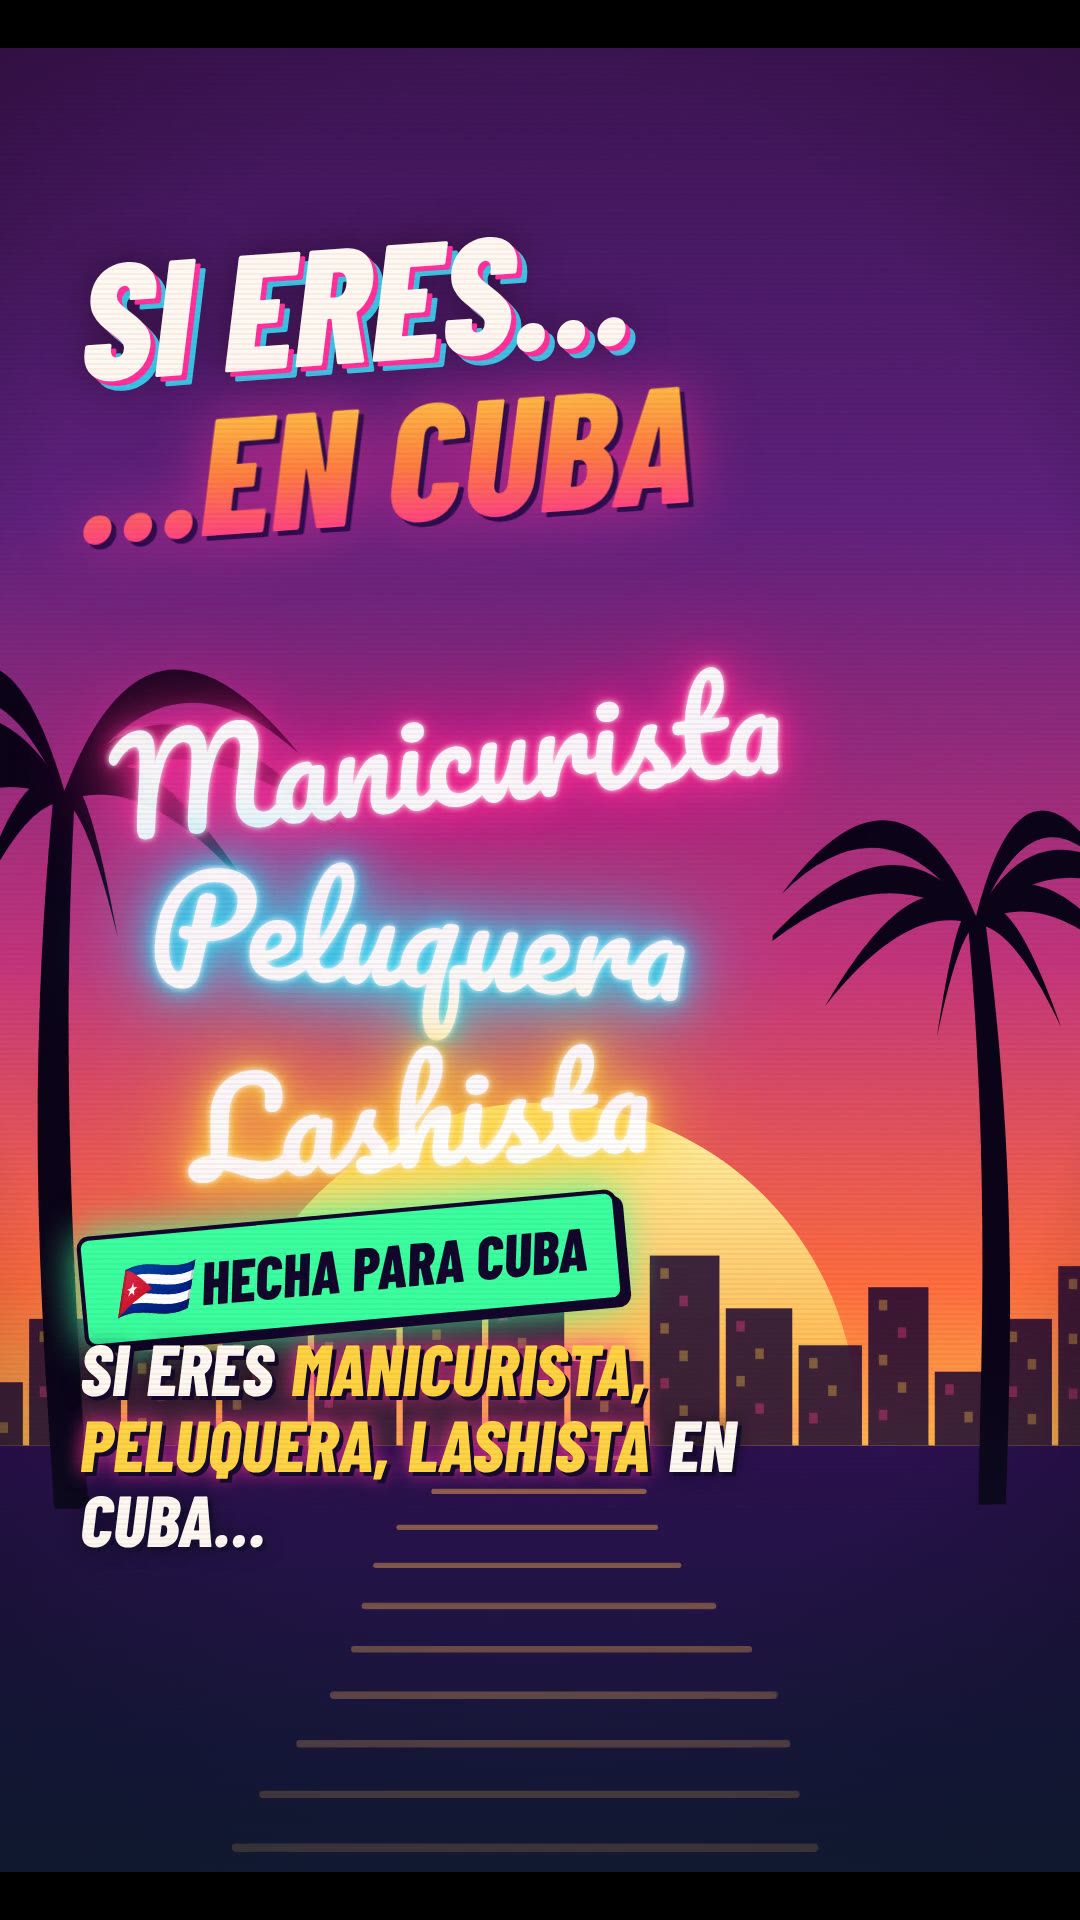 SI ERES...
...EN CUBA
Manicurista
Peluquera
Lashista
🇨🇺 HECHA PARA CUBA
SI ERES MANICURISTA,
PELUQUERA, LASHISTA EN
CUBA...